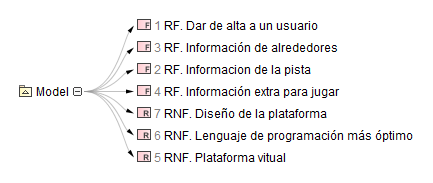 F 1 RF. Dar de alta a un usuario
F 3 RF. Información de alrededores
F 2 RF. Informacion de la pista
Model
F 4 RF. Información extra para jugar
R 7 RNF. Diseño de la plataforma
R 6 RNF. Lenguaje de programación más óptimo
R 5 RNF. Plataforma vitual